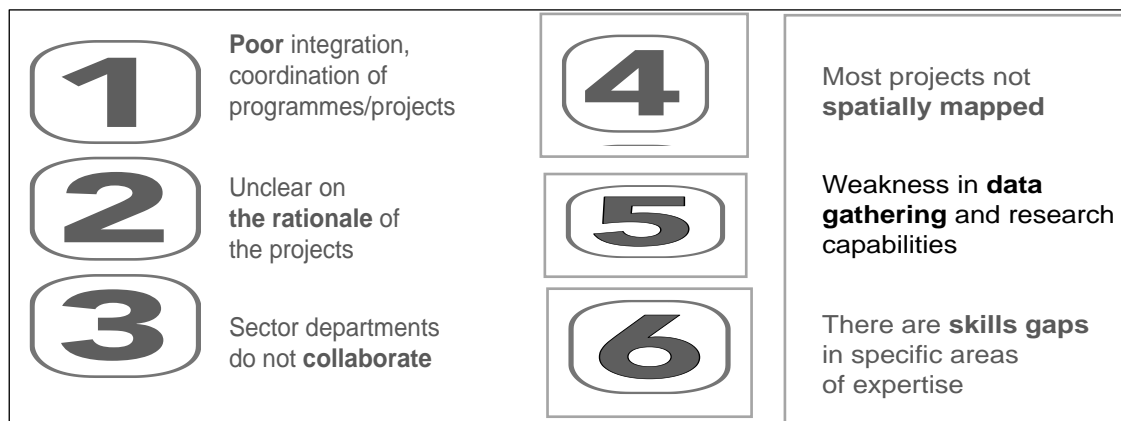 1
Poor integration,
coordination of
programmes/projects
2
Unclear on
the rationale of
the projects
3
Sector departments
do not collaborate
4
Most projects not
spatially mapped
5
Weakness in data
gathering and research
capabilities
6
There are skills gaps
in specific areas
of expertise